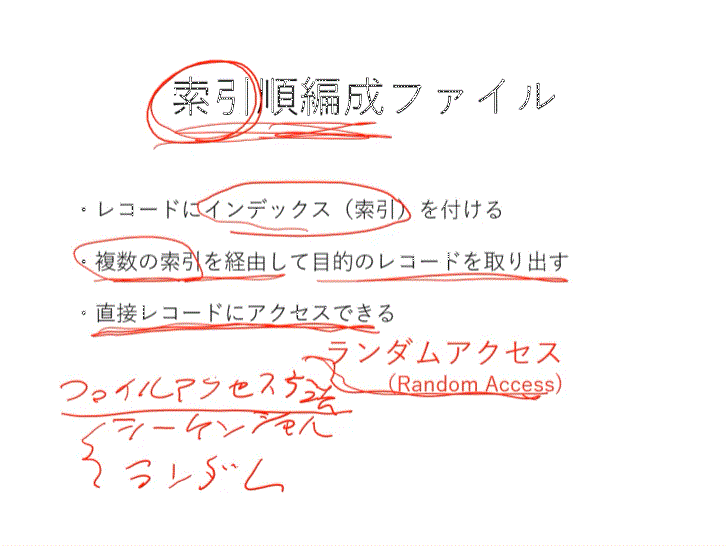 索引順編成ファイル
・レコードにインデックス（索引）を付ける
・複数の索引を経由して目的のレコードを取り出す
・直接レコードにアクセスできる
ランダムアクセス
(Random Access)
ファイルアクセス方法
シーケンシャル
ランダム